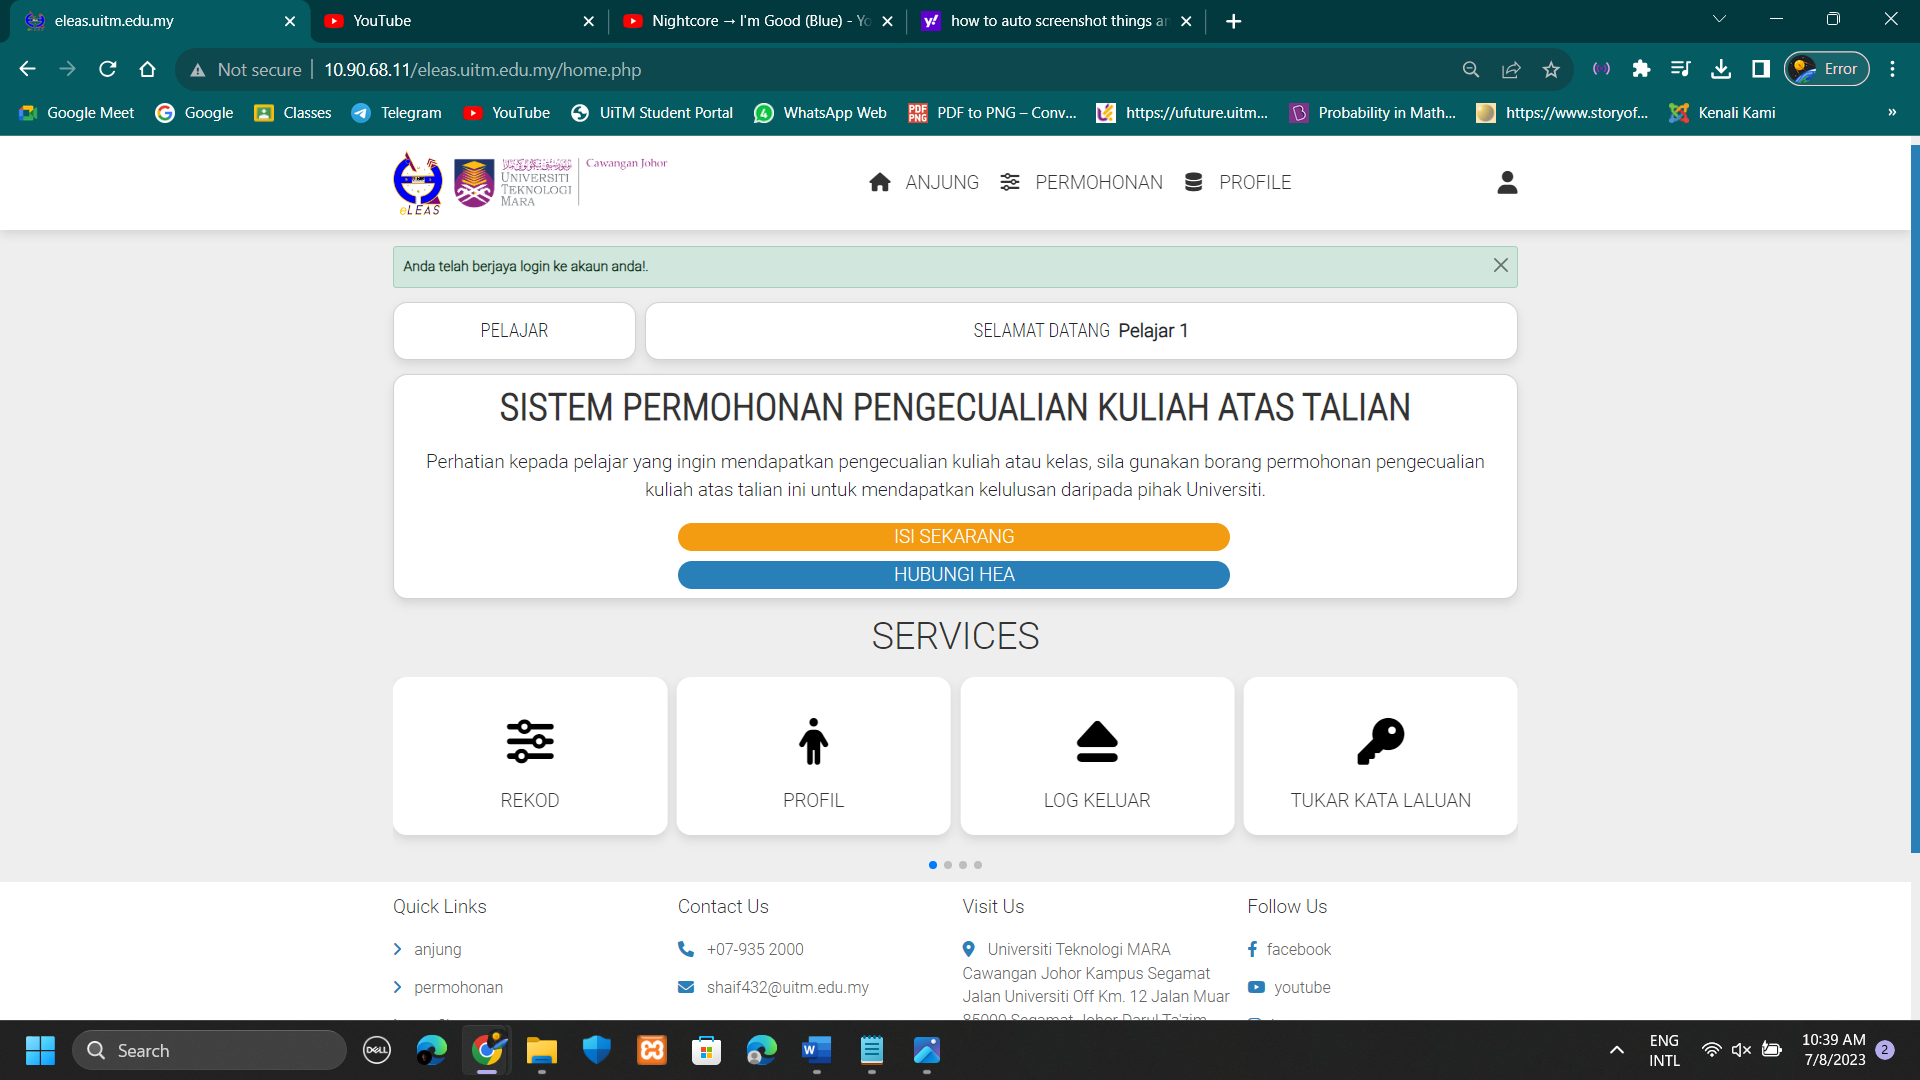 eleas.uitm.edu.my
YouTube
Nightcore → I'm Good (Blue) - Yo
how to auto screenshot things an
Not secure
10.90.68.11/eleas.uitm.edu.my/home.php
Error
Google Meet
Google
Classes
Telegram
YouTube
UiTM Student Portal
WhatsApp Web
PDF to PNG – Conv...
https://ufuture.uitm...
Probability in Math...
https://www.storyof...
Kenali Kami
»
eLEAS
UNIVERSITI
TEKNOLOGI
MARA
Cawangan Johor
ANJUNG
PERMOHONAN
PROFILE
Anda telah berjaya login ke akaun anda!.
PELAJAR
SELAMAT DATANG Pelajar 1
SISTEM PERMOHONAN PENGECUALIAN KULIAH ATAS TALIAN
Perhatian kepada pelajar yang ingin mendapatkan pengecualian kuliah atau kelas, sila gunakan borang permohonan pengecualian
kuliah atas talian ini untuk mendapatkan kelulusan daripada pihak Universiti.
ISI SEKARANG
HUBUNGI HEA
SERVICES
REKOD
PROFIL
LOG KELUAR
TUKAR KATA LALUAN
Quick Links
anjung
permohonan
Contact Us
+07-935 2000
shaif432@uitm.edu.my
Visit Us
Universiti Teknologi MARA
Cawangan Johor Kampus Segamat
Jalan Universiti Off Km. 12 Jalan Muar
85000 Segamat, Johor Darul Ta'zim
Follow Us
facebook
youtube
Search
DELL
ENG
INTL
10:39 AM
7/8/2023
2